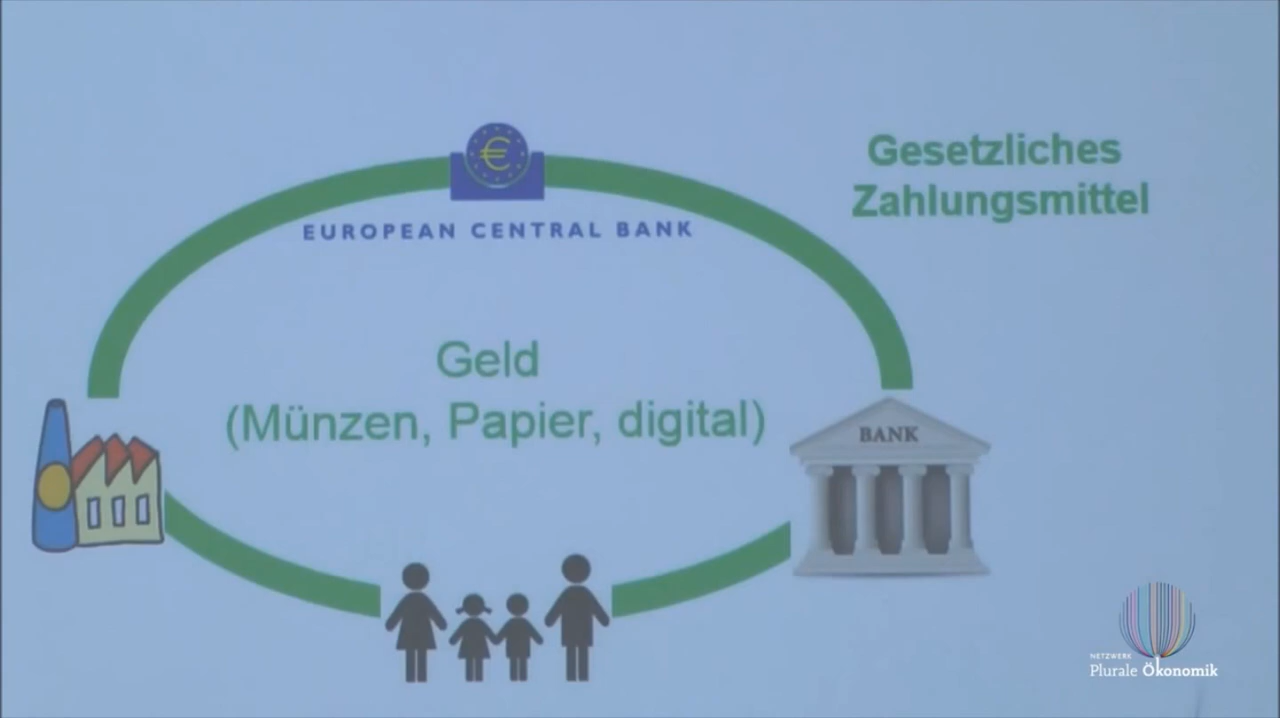 Gesetzliches
Zahlungsmittel
€
EUROPEAN CENTRAL BANK
Geld
(Münzen, Papier, digital)
BANK
NETZWERK
Plurale Ökonomik